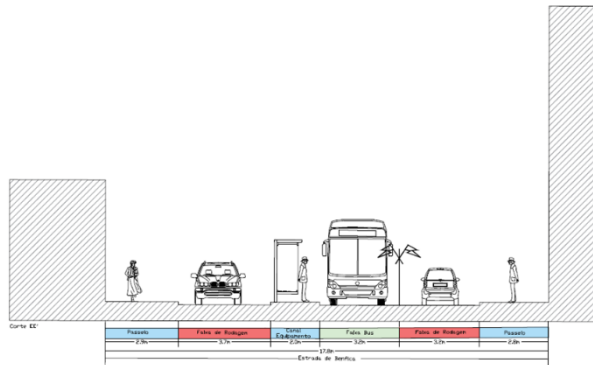 Corte EE'
Passeio
Faixa de Rodagem
Canal
Equipamento
Faixa Bus
Faixa de Rodagem
Passeio
2.9m
3.7m
2.0m
3.2m
3.2m
2.8m
17.8m
Estrada de Benfica